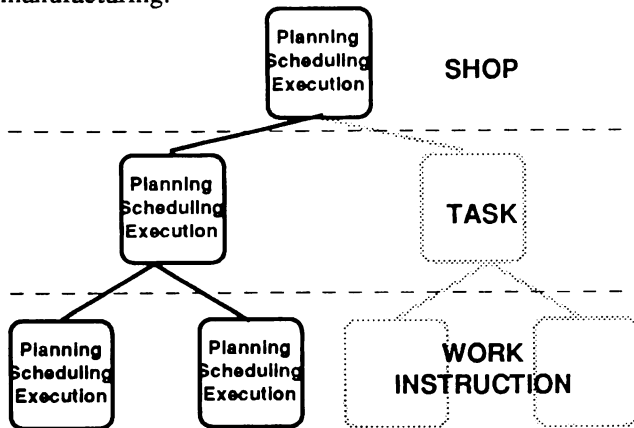 manufacturing.
Planning
Scheduling
Execution
SHOP
Planning
Scheduling
Execution
TASK
Planning
Scheduling
Execution
Planning
Scheduling
Execution
WORK
INSTRUCTION